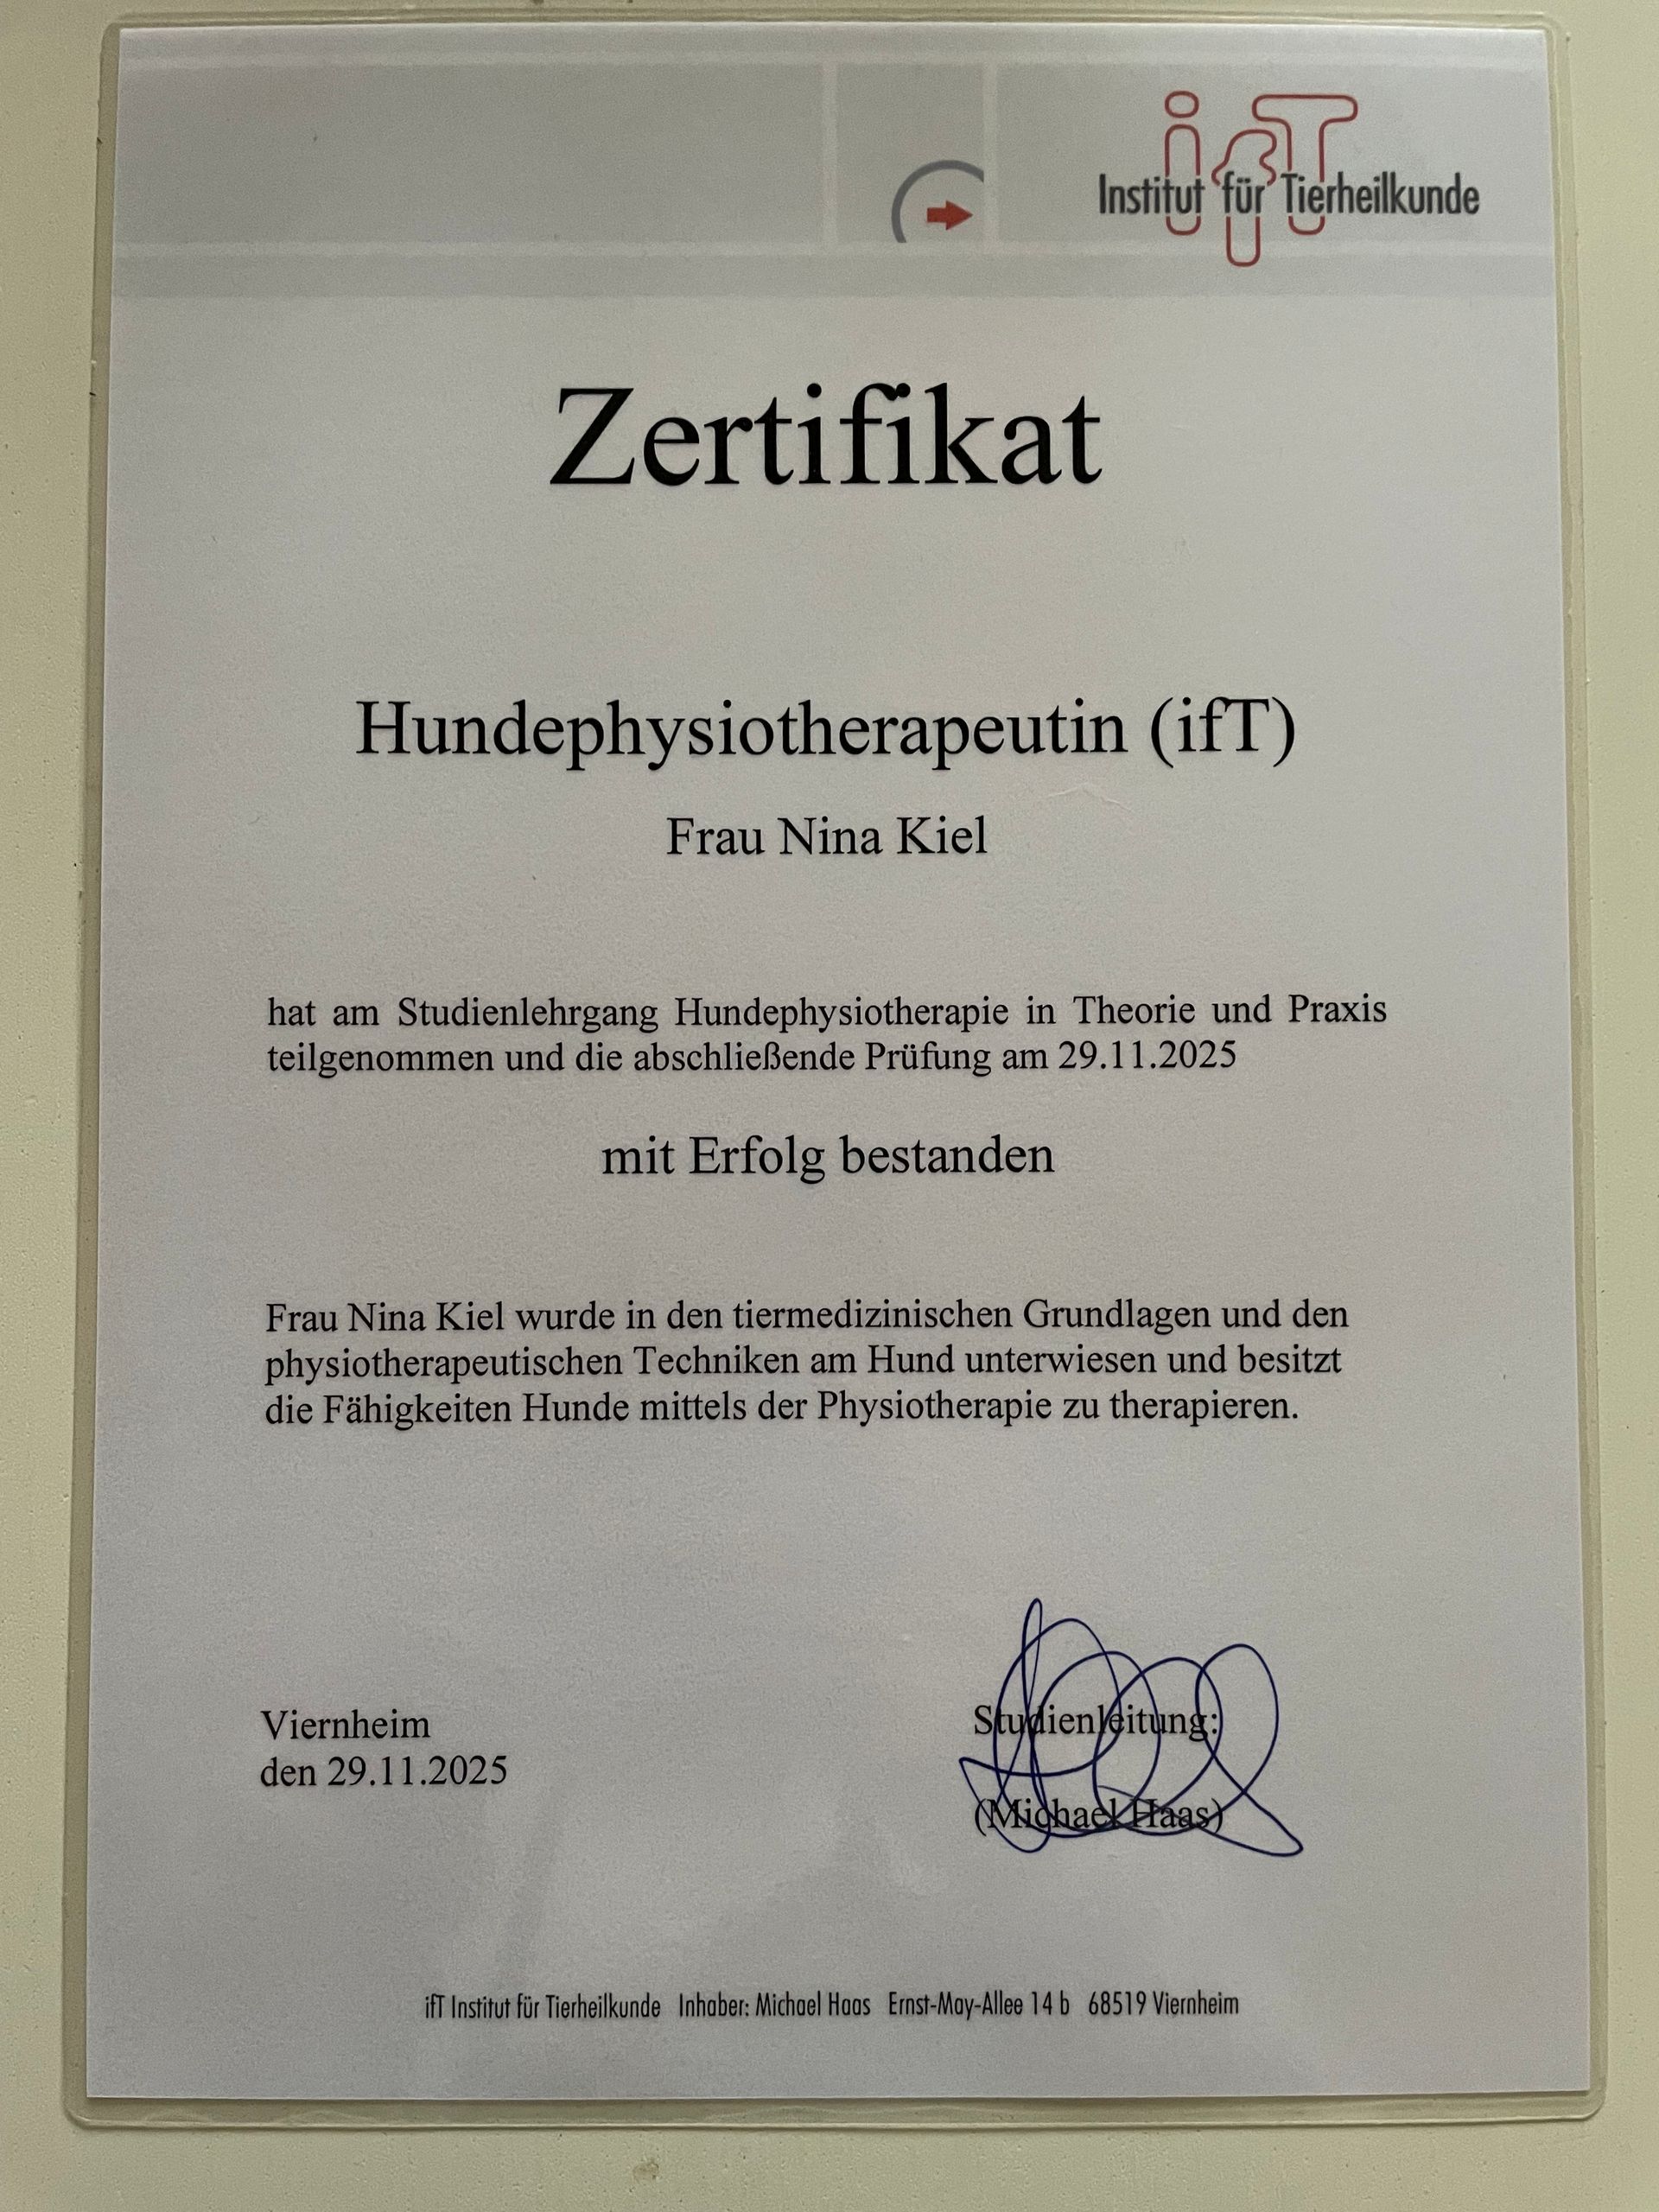 ifT
Institut für Tierheilkunde
Zertifikat
Hundephysiotherapeutin (ifT)
Frau Nina Kiel
hat am Studienlehrgang Hundephysiotherapie in Theorie und Praxis
teilgenommen und die abschließende Prüfung am 29.11.2025
mit Erfolg bestanden
Frau Nina Kiel wurde in den tiermedizinischen Grundlagen und den
physiotherapeutischen Techniken am Hund unterwiesen und besitzt
die Fähigkeiten Hunde mittels der Physiotherapie zu therapieren.
Viernheim
den 29.11.2025
Studienleitung:
(Michael Haas)
ifT Institut für Tierheilkunde Inhaber: Michael Haas Ernst-May-Allee 14 b 68519 Viernheim